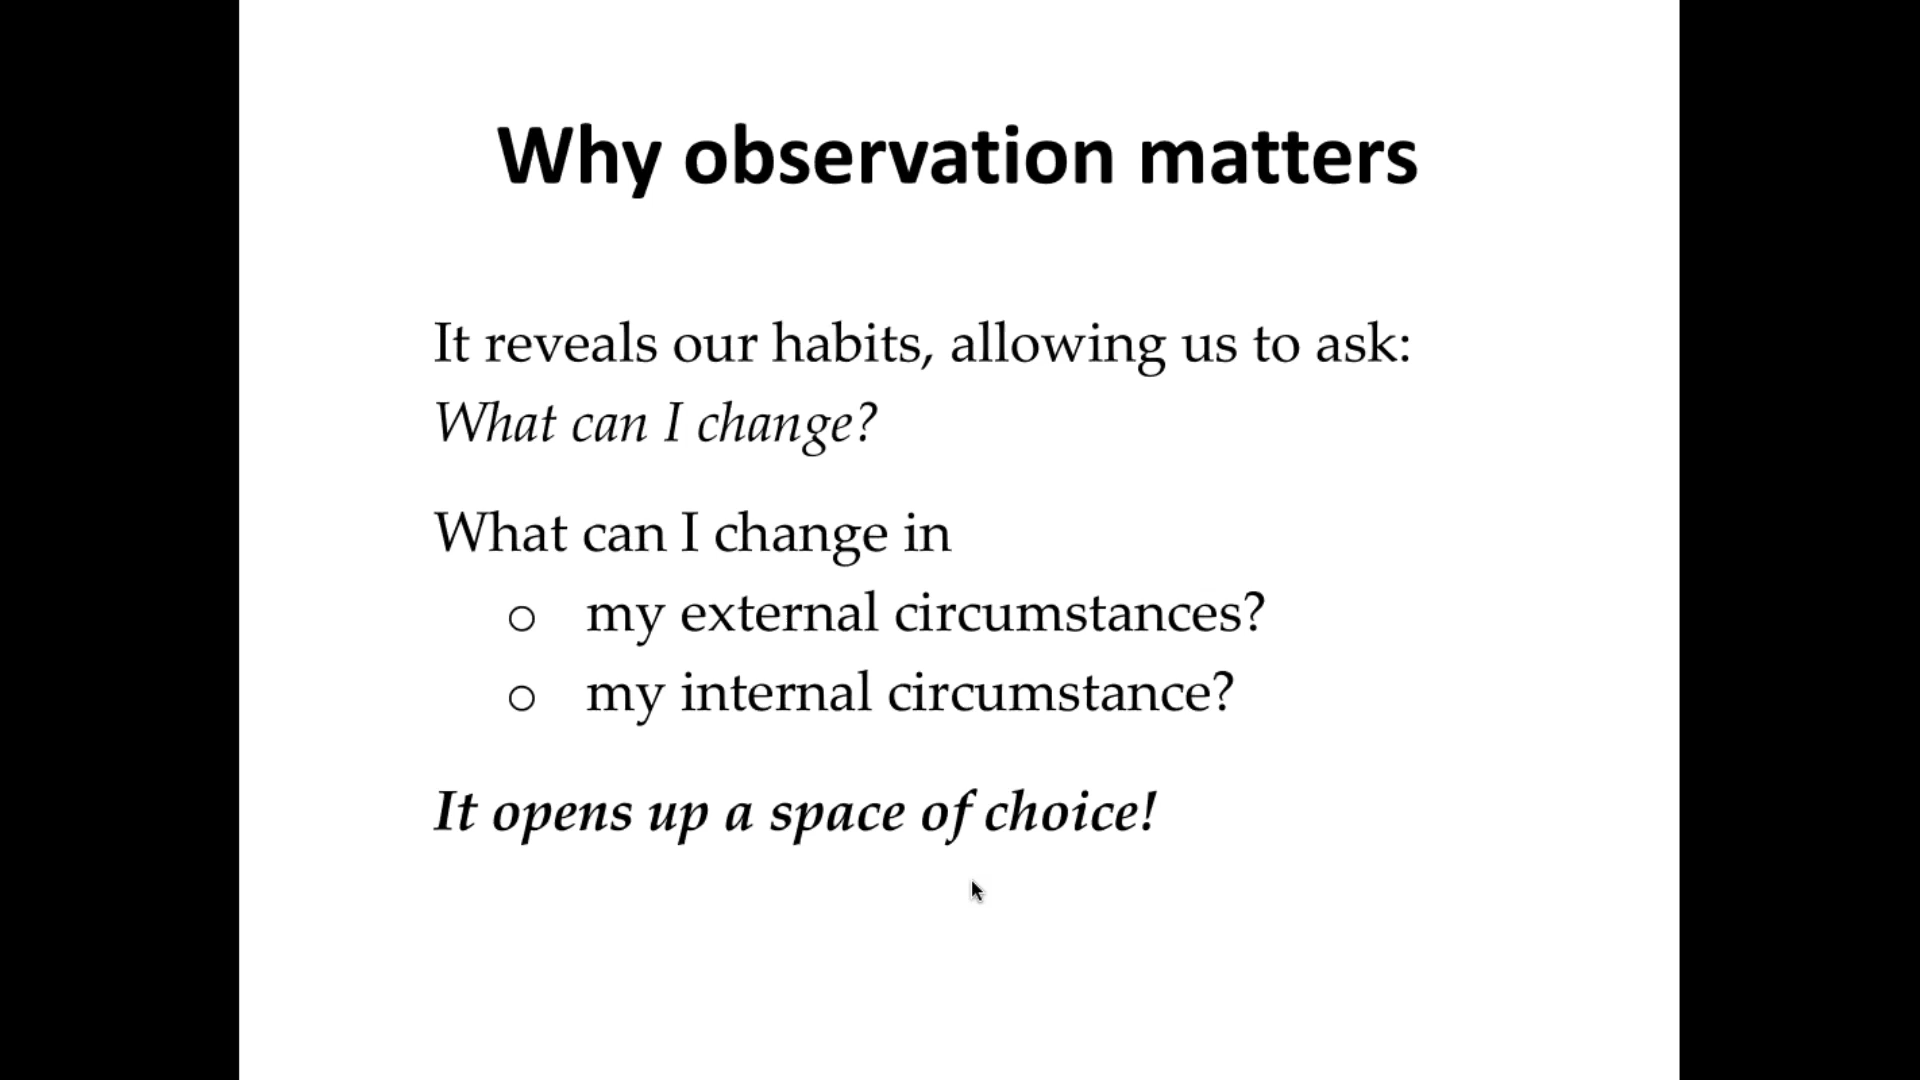 Why observation matters
It reveals our habits, allowing us to ask:
What can I change?
What can I change in
o my external circumstances?
o my internal circumstance?
It opens up a space of choice!